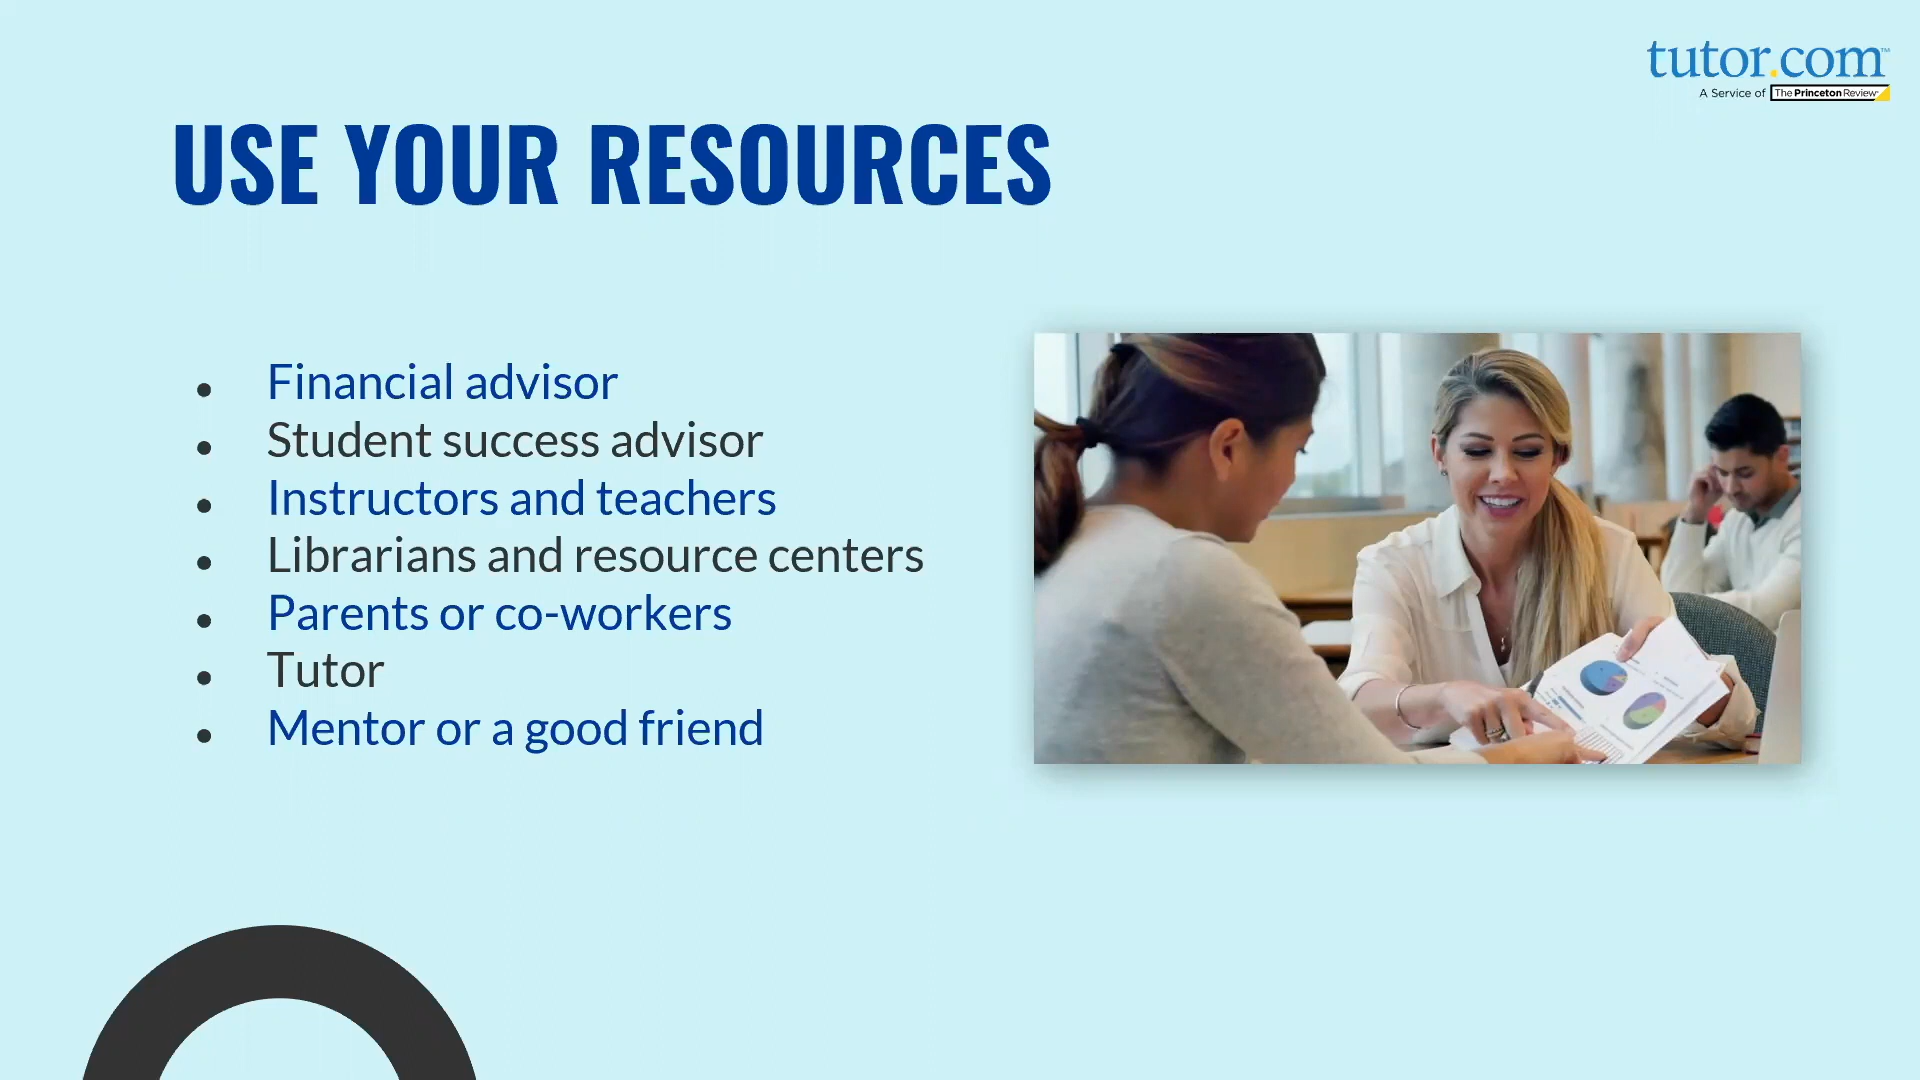 tutor.com™
A Service of The Princeton Review
USE YOUR RESOURCES
Financial advisor
Student success advisor
Instructors and teachers
Librarians and resource centers
Parents or co-workers
Tutor
Mentor or a good friend